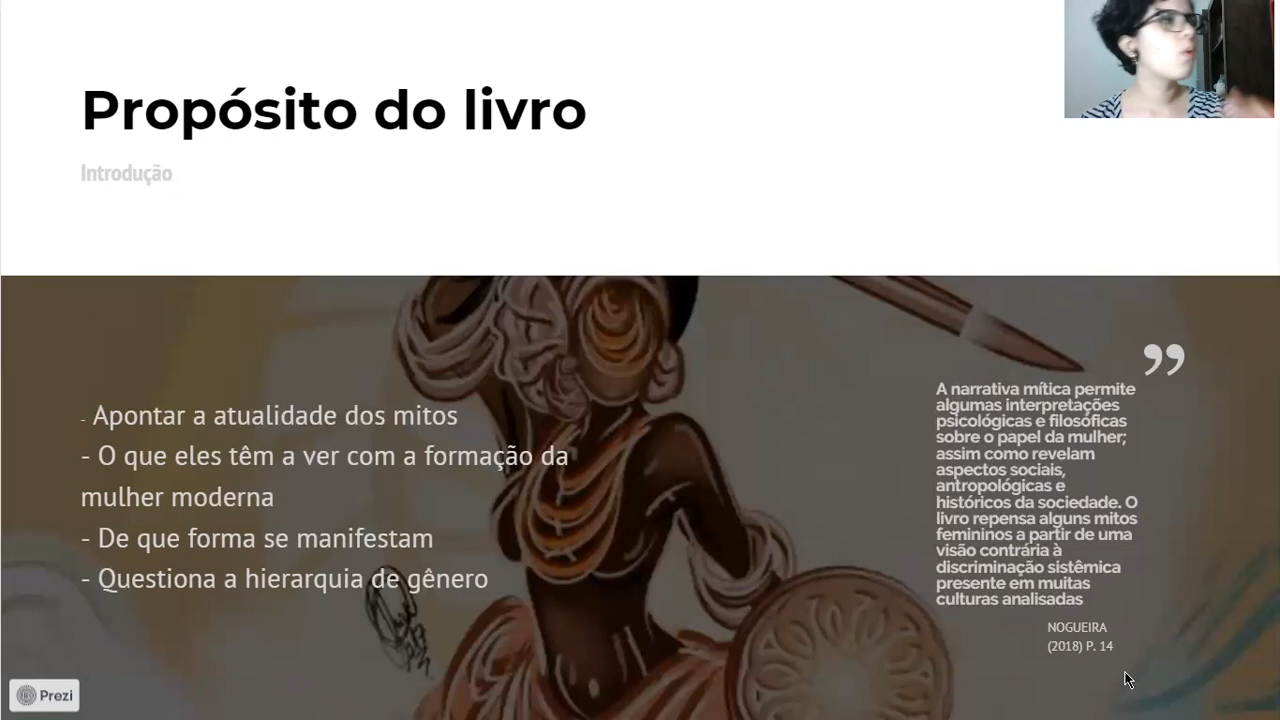 Propósito do livro
Introdução
- Apontar a atualidade dos mitos
- O que eles têm a ver com a formação da
mulher moderna
- De que forma se manifestam
- Questiona a hierarquia de gênero
”
A narrativa mítica permite
algumas interpretações
psicológicas e filosóficas
sobre o papel da mulher;
assim como revelam
aspectos sociais,
antropológicas e
históricos da sociedade. O
livro repensa alguns mitos
femininos a partir de uma
visão contrária à
discriminação sistêmica
presente em muitas
culturas analisadas
NOGUEIRA
(2018) P. 14
Prezi